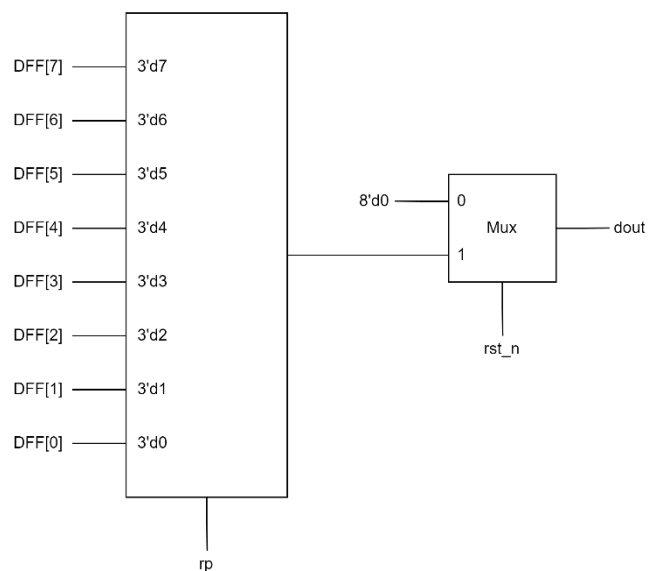 DFF[7] 3'd7
DFF[6] 3'd6
DFF[5] 3'd5
8'd0 0
DFF[4] 3'd4
Mux dout
1
DFF[3] 3'd3
DFF[2] 3'd2
rst_n
DFF[1] 3'd1
DFF[0] 3'd0
rp